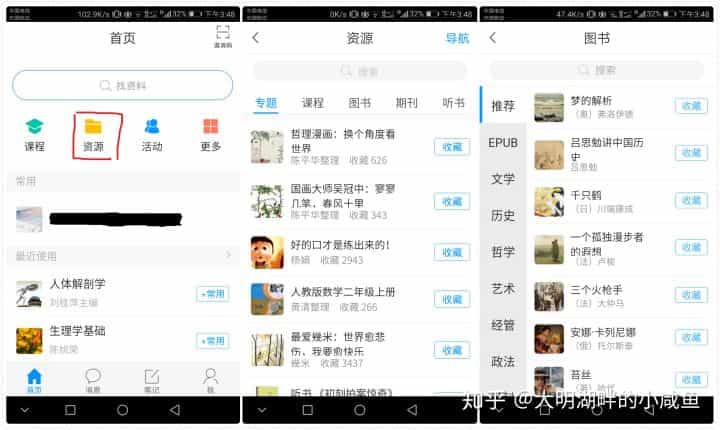 102.9K/s 32% 下午3:48
首页
邀请码
找资料
课程
资源
活动
更多
常用
最近使用
人体解剖学
刘桂萍主编
+常用
生理学基础
陈桃荣
+常用
首页
消息
笔记
我
0K/s 32% 下午3:48
资源
导航
搜索
专题
课程
图书
期刊
听书
哲理漫画：换个角度看
世界
陈平华整理 收藏 626
收藏
国画大师吴冠中：寥寥
几笔，春风十里
陈平华整理 收藏 343
收藏
好的口才是练出来的！
杨娟 收藏 2943
收藏
人教版数学二年级上册
黄清整理 收藏 266
收藏
最爱几米：世界愈悲
伤，我要愈快乐
几米 收藏 3437
收藏
听书《初刻拍案惊奇》
47.4K/s 32% 下午3:48
图书
搜索
推荐
EPUB
文学
历史
哲学
艺术
经管
政法
梦的解析
（奥）弗洛伊德
收藏
吕思勉讲中国历
史
吕思勉
收藏
千只鹤
（日）川端康成
收藏
一个孤独漫步者
的遐想
（法）卢梭
收藏
三个火枪手
（法）大仲马
收藏
安娜·卡列尼娜
（俄）托尔斯泰
收藏
苔丝
（英）哈代
收藏
知乎 @大明湖畔的小咸鱼